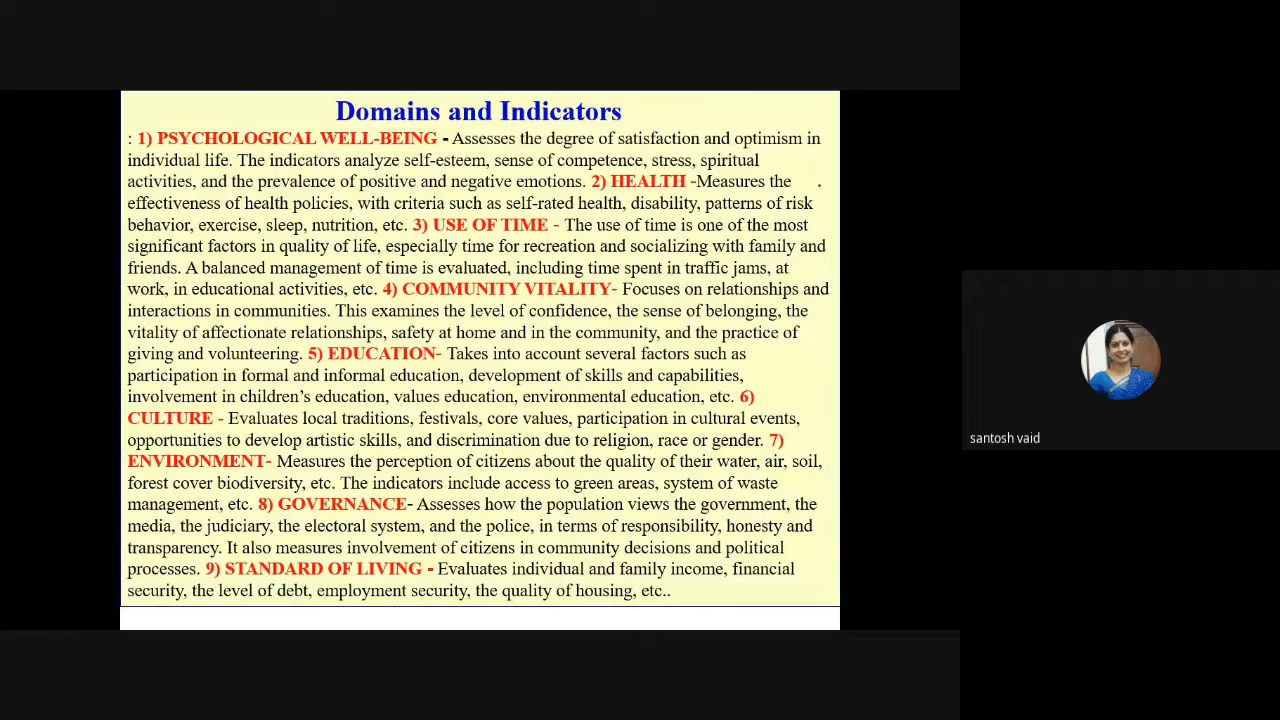 Domains and Indicators
: 1) PSYCHOLOGICAL WELL-BEING - Assesses the degree of satisfaction and optimism in
individual life. The indicators analyze self-esteem, sense of competence, stress, spiritual
activities, and the prevalence of positive and negative emotions. 2) HEALTH -Measures the
effectiveness of health policies, with criteria such as self-rated health, disability, patterns of risk
behavior, exercise, sleep, nutrition, etc. 3) USE OF TIME - The use of time is one of the most
significant factors in quality of life, especially time for recreation and socializing with family and
friends. A balanced management of time is evaluated, including time spent in traffic jams, at
work, in educational activities, etc. 4) COMMUNITY VITALITY- Focuses on relationships and
interactions in communities. This examines the level of confidence, the sense of belonging, the
vitality of affectionate relationships, safety at home and in the community, and the practice of
giving and volunteering. 5) EDUCATION- Takes into account several factors such as
participation in formal and informal education, development of skills and capabilities,
involvement in children's education, values education, environmental education, etc. 6)
CULTURE - Evaluates local traditions, festivals, core values, participation in cultural events,
opportunities to develop artistic skills, and discrimination due to religion, race or gender. 7)
ENVIRONMENT- Measures the perception of citizens about the quality of their water, air, soil,
forest cover biodiversity, etc. The indicators include access to green areas, system of waste
management, etc. 8) GOVERNANCE- Assesses how the population views the government, the
media, the judiciary, the electoral system, and the police, in terms of responsibility, honesty and
transparency. It also measures involvement of citizens in community decisions and political
processes. 9) STANDARD OF LIVING - Evaluates individual and family income, financial
security, the level of debt, employment security, the quality of housing, etc..
santosh vaid